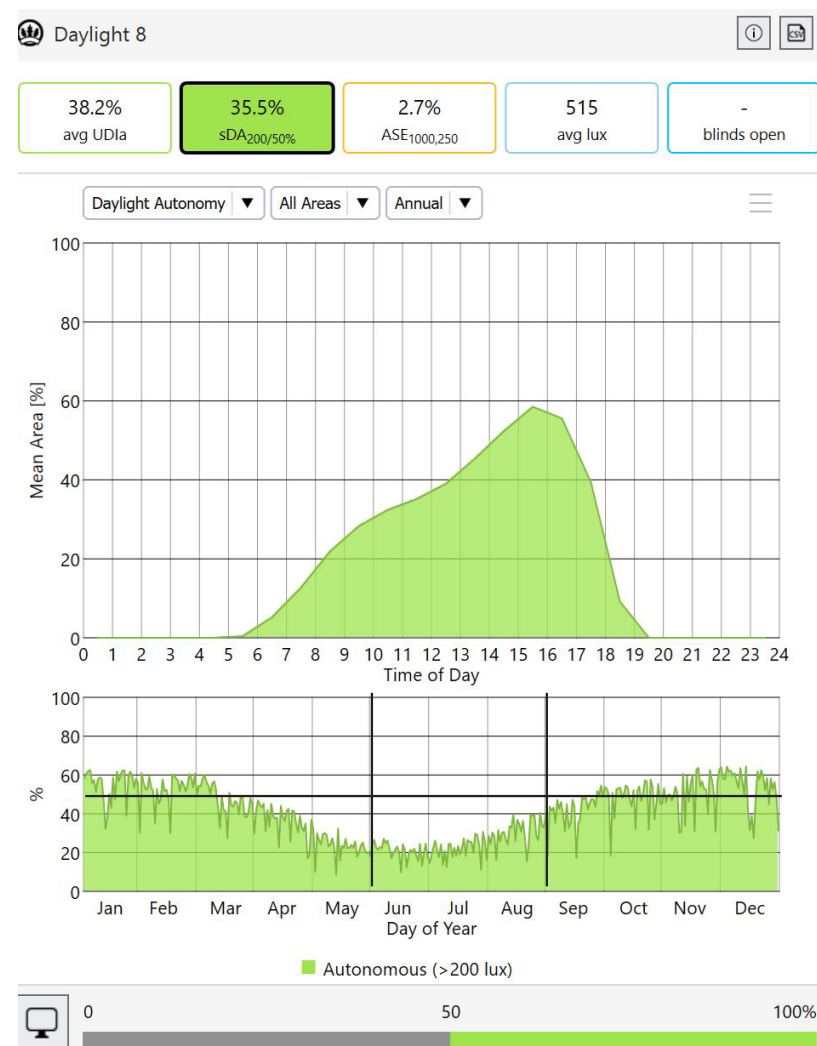 Daylight 8
CSV
38.2%
avg UDIa
35.5%
sDA200/50%
2.7%
ASE1000,250
515
avg lux
-
blinds open
Daylight Autonomy ▼ All Areas ▼ Annual ▼
Mean Area [%]
100
80
60
40
20
0
0 1 2 3 4 5 6 7 8 9 10 11 12 13 14 15 16 17 18 19 20 21 22 23 24
Time of Day
%
100
80
60
40
20
0
Jan Feb Mar Apr May Jun Jul Aug Sep Oct Nov Dec
Day of Year
Autonomous (>200 lux)
0 50 100%